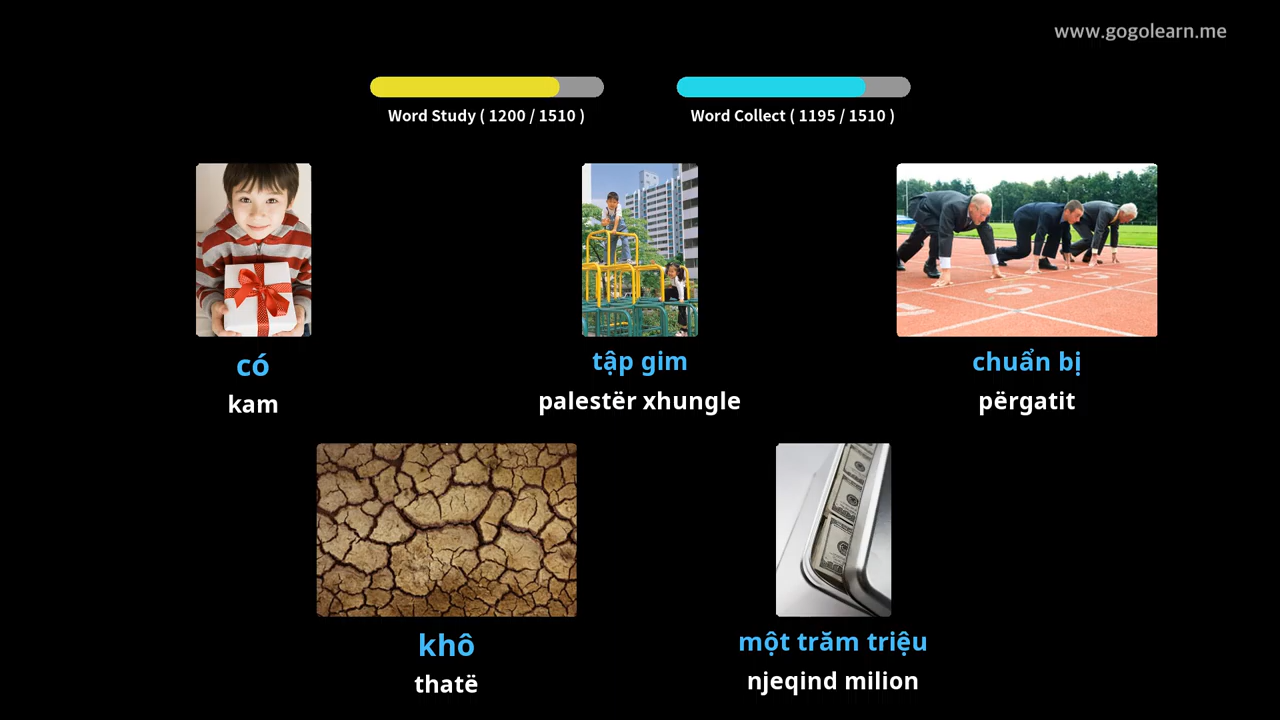 www.gogolearn.me
Word Study ( 1200 / 1510 )
Word Collect ( 1195 / 1510 )
có
kam
tập gim
palestër xhungle
chuẩn bị
përgatit
khô
thatë
một trăm triệu
njeqind milion